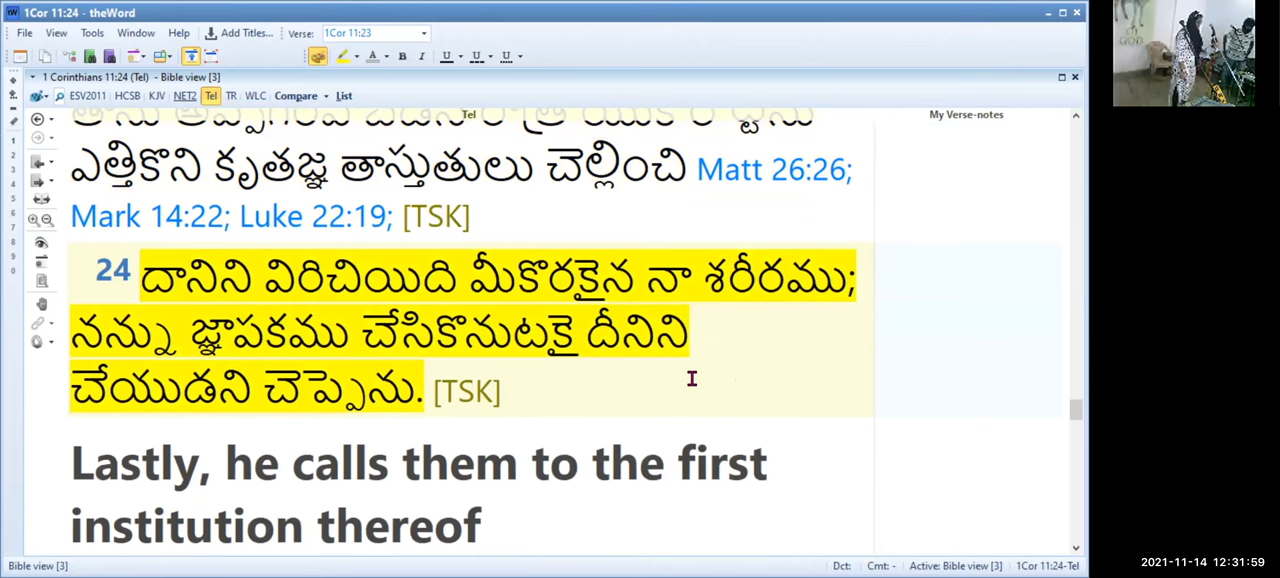 1Cor 11:24 - theWord
File View Tools Window Help Add Titles... Verse: 1Cor 11:23
1 Corinthians 11:24 (Tel) - Bible view [3]
ESV2011 HCSB KJV NET2 Tel TR WLC Compare List
Tel My Verse-notes
ఎత్తికొని కృతజ్ఞ తాస్తుతులు చెల్లించి Matt 26:26;
Mark 14:22; Luke 22:19; [TSK]
24 దానిని విరిచియిది మీకొరకైన నా శరీరము;
నన్ను జ్ఞాపకము చేసికొనుటకై దీనిని
చేయుడని చెప్పెను. [TSK]
Lastly, he calls them to the first
institution thereof
Bible view [3] Dct: Cmt: - Active: Bible view [3] 1Cor 11:24-Tel
GOD
2021-11-14 12:31:59